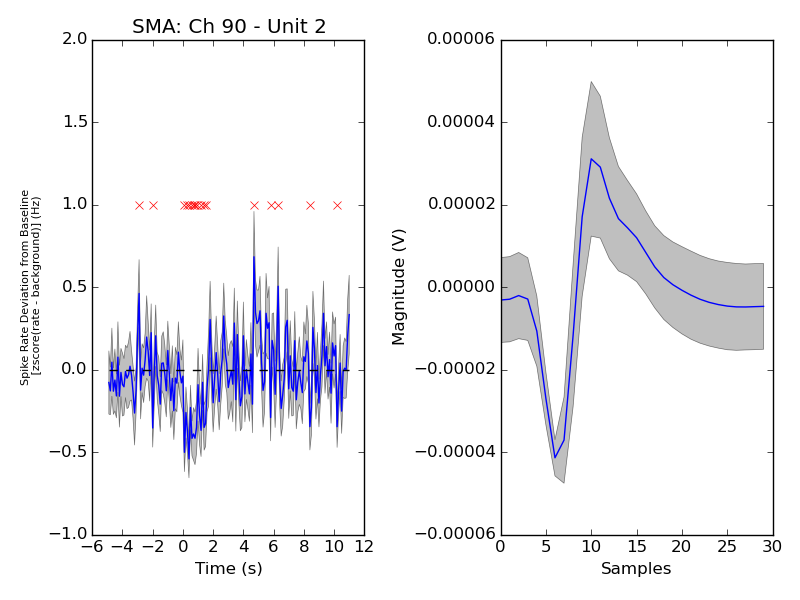 SMA: Ch 90 - Unit 2
Spike Rate Deviation from Baseline
[zscore(rate - background)] (Hz)
2.0
1.5
1.0
0.5
0.0
−0.5
−1.0
−6 −4 −2 0 2 4 6 8 10 12
Time (s)
Magnitude (V)
0.00006
0.00004
0.00002
0.00000
−0.00002
−0.00004
−0.00006
0 5 10 15 20 25 30
Samples